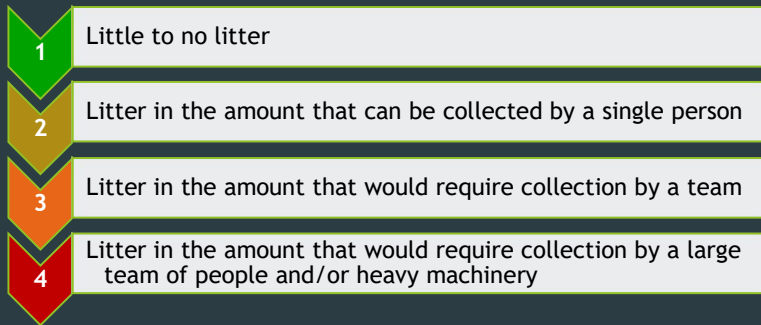 1
Little to no litter
2
Litter in the amount that can be collected by a single person
3
Litter in the amount that would require collection by a team
4
Litter in the amount that would require collection by a large
team of people and/or heavy machinery